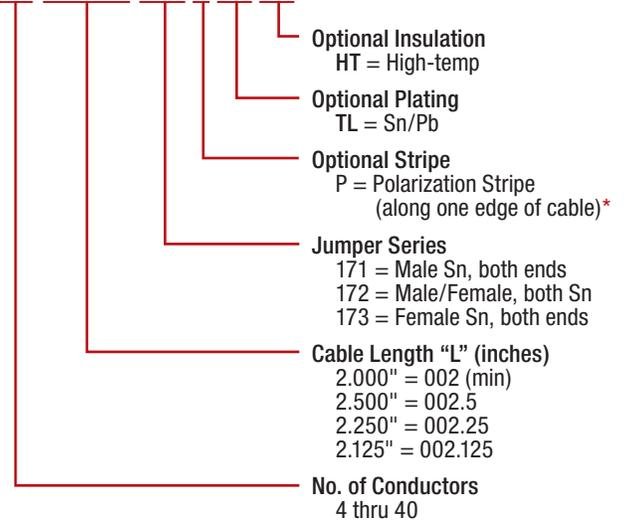 Optional Insulation
HT = High-temp
Optional Plating
TL = Sn/Pb
Optional Stripe
P = Polarization Stripe
(along one edge of cable)*
Jumper Series
171 = Male Sn, both ends
172 = Male/Female, both Sn
173 = Female Sn, both ends
Cable Length “L” (inches)
2.000" = 002 (min)
2.500" = 002.5
2.250" = 002.25
2.125" = 002.125
No. of Conductors
4 thru 40